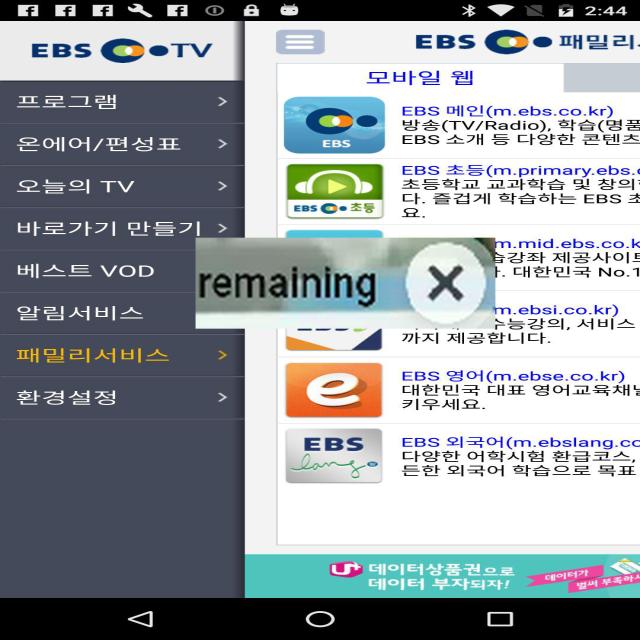 2:44
EBS TV
프로그램
온에어/편성표
오늘의 TV
바로가기 만들기
베스트 VOD
알림서비스
패밀리서비스
환경설정
EBS 패밀리
모바일 웹
EBS
EBS 메인(m.ebs.co.kr)
방송(TV/Radio), 학습(명품
EBS 소개 등 다양한 콘텐츠
EBS 초등
EBS 초등(m.primary.ebs.
초등학교 교과학습 및 창의
다. 즐겁게 학습하는 EBS 초
요.
m.mid.ebs.co.k
습강좌 제공사이트
. 대한민국 No.1
remaining
m.ebsi.co.kr)
수능강의, 서비스
까지 제공합니다.
e
EBS 영어(m.ebse.co.kr)
대한민국 대표 영어교육채널
키우세요.
EBS
lang
EBS 외국어(m.ebslang.co
다양한 어학시험 환급코스,
든한 외국어 학습으로 목표
U+ 데이터상품권으로
데이터 부자되자!
데이터가
벌써 부족하